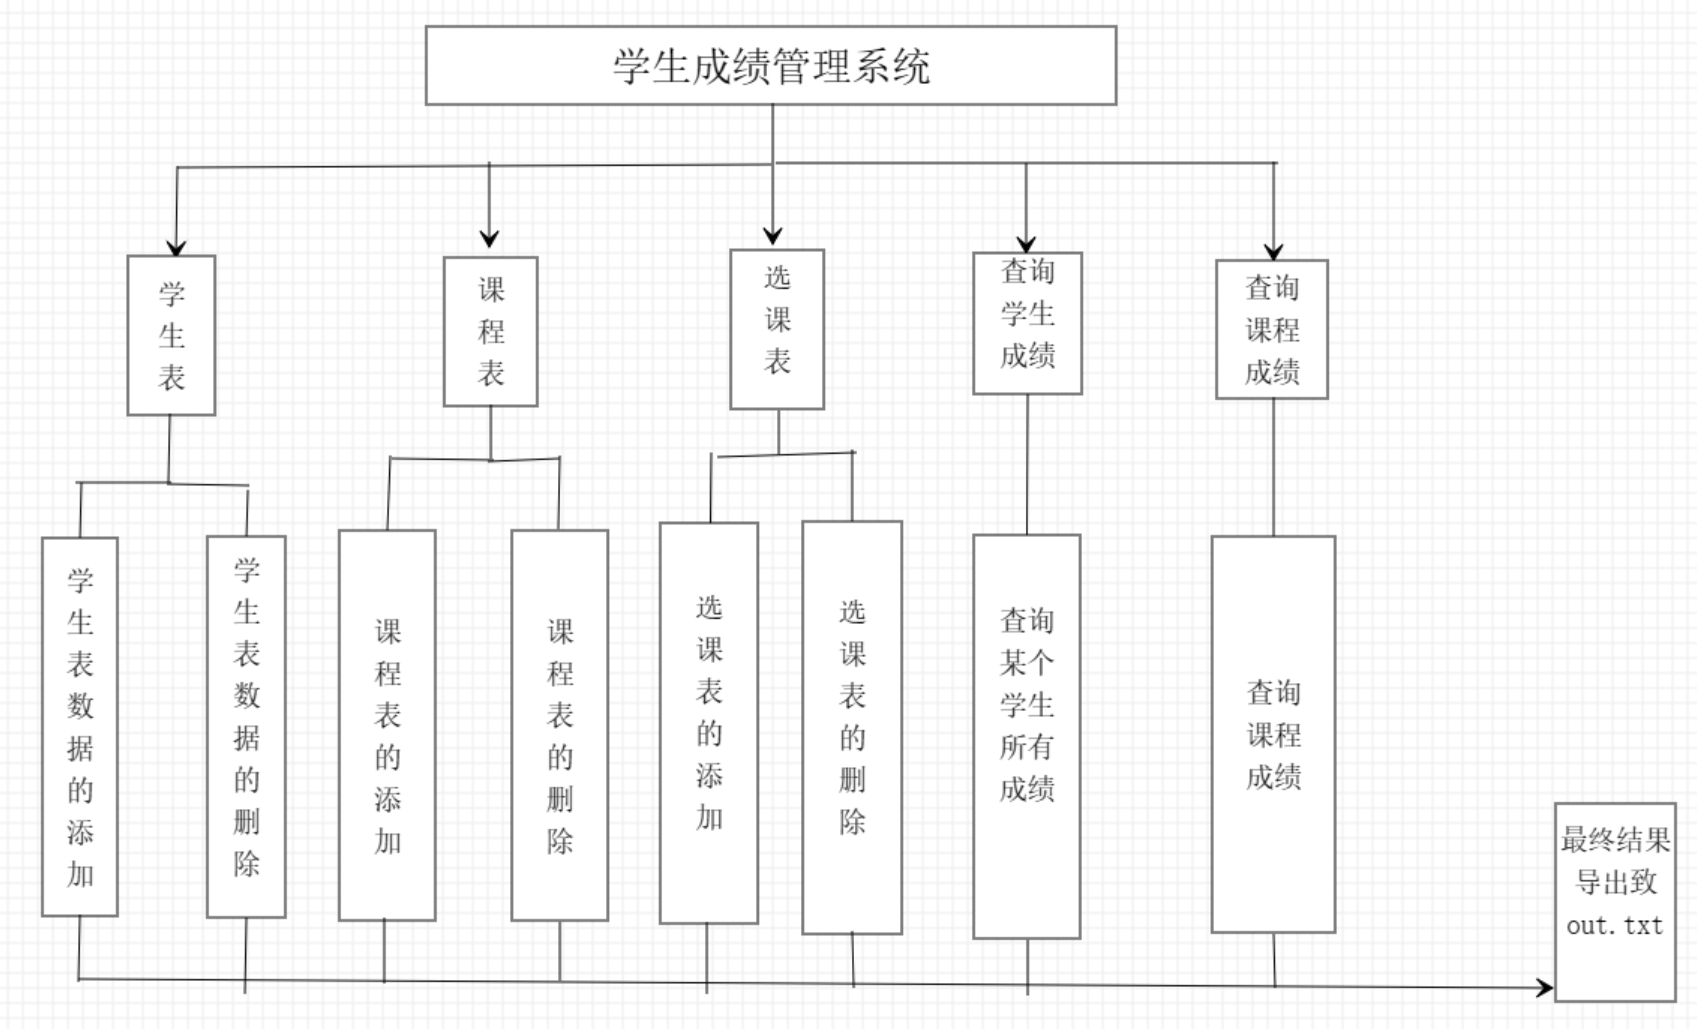 学生成绩管理系统
学
生
表
课
程
表
选
课
表
查询
学生
成绩
查询
课程
成绩
学
生
表
数
据
的
添
加
学
生
表
数
据
的
删
除
课
程
表
的
添
加
课
程
表
的
删
除
选
课
表
的
添
加
选
课
表
的
删
除
查询
某个
学生
所有
成绩
查询
课程
成绩
最终结果
导出致
out.txt